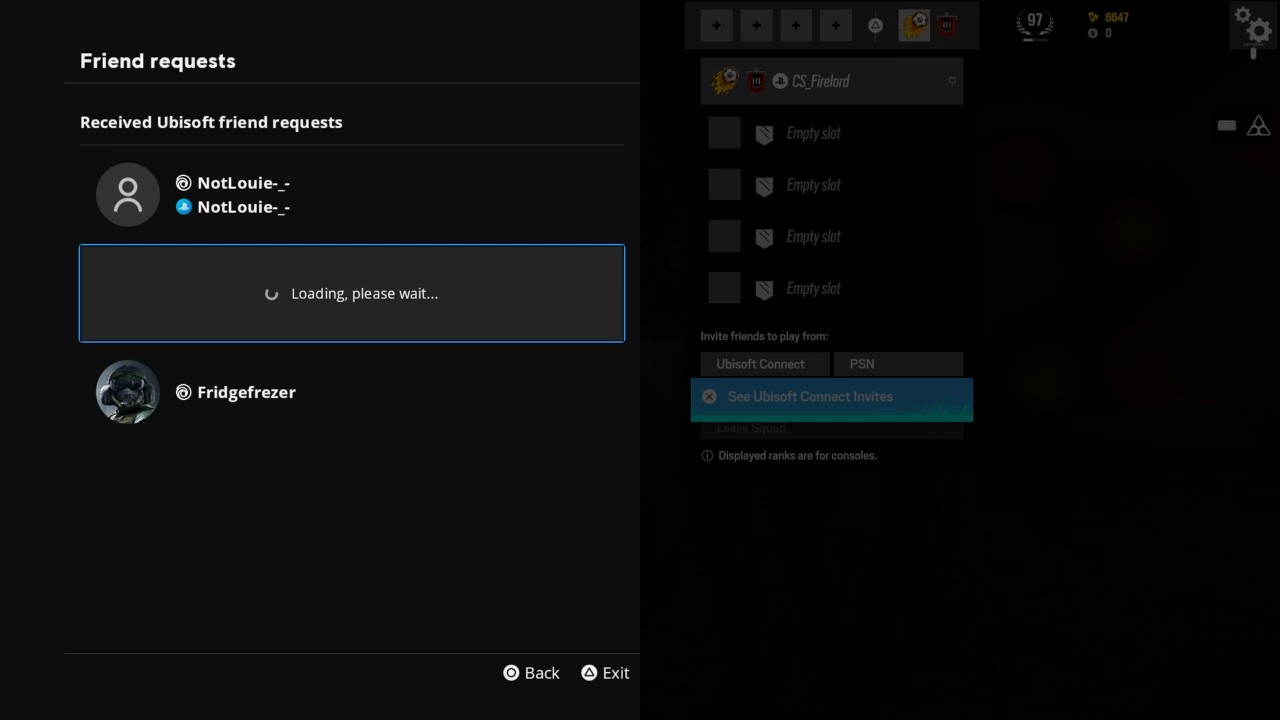 Friend requests
Received Ubisoft friend requests
NotLouie-_-
NotLouie-_-
Loading, please wait...
Fridgefrezer
Back
Exit
97
6647
0
III
CS_Firelord
Empty slot
Empty slot
Empty slot
Empty slot
Invite friends to play from:
Ubisoft Connect
PSN
See Ubisoft Connect Invites
Leave Squad
Displayed ranks are for consoles.